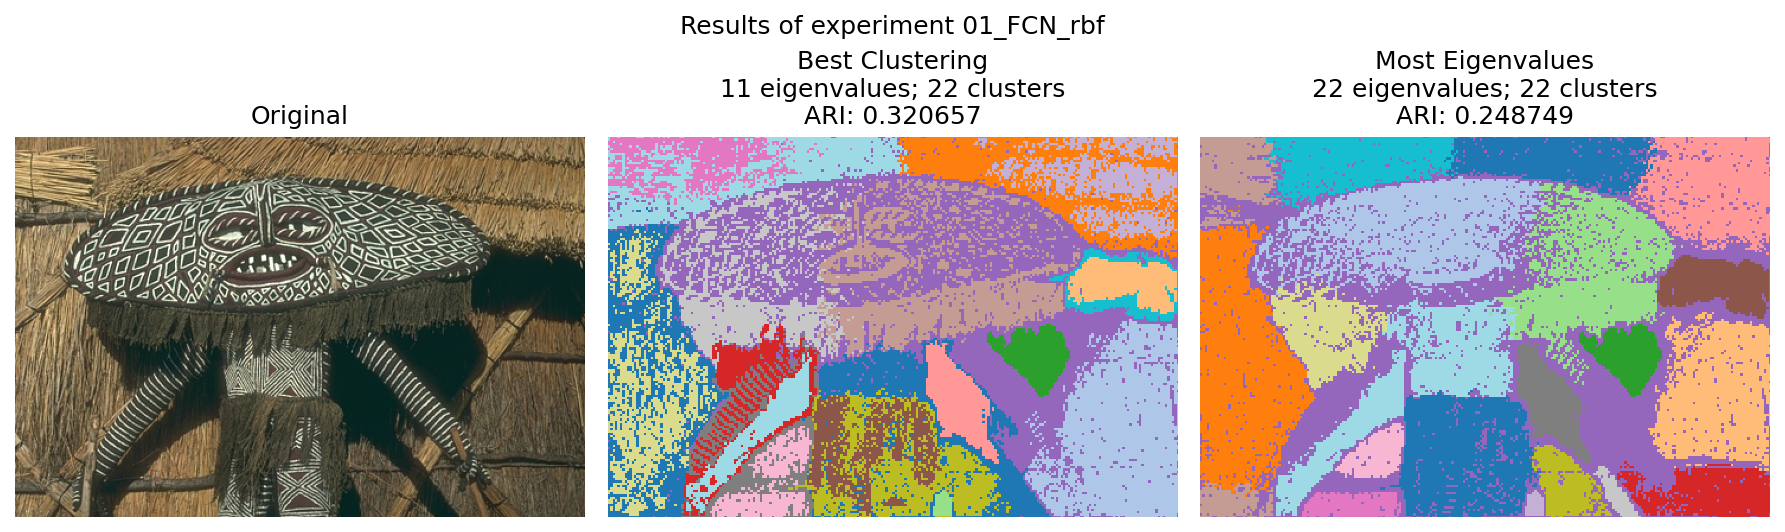 Results of experiment 01_FCN_rbf
Original
Best Clustering
11 eigenvalues; 22 clusters
ARI: 0.320657
Most Eigenvalues
22 eigenvalues; 22 clusters
ARI: 0.248749